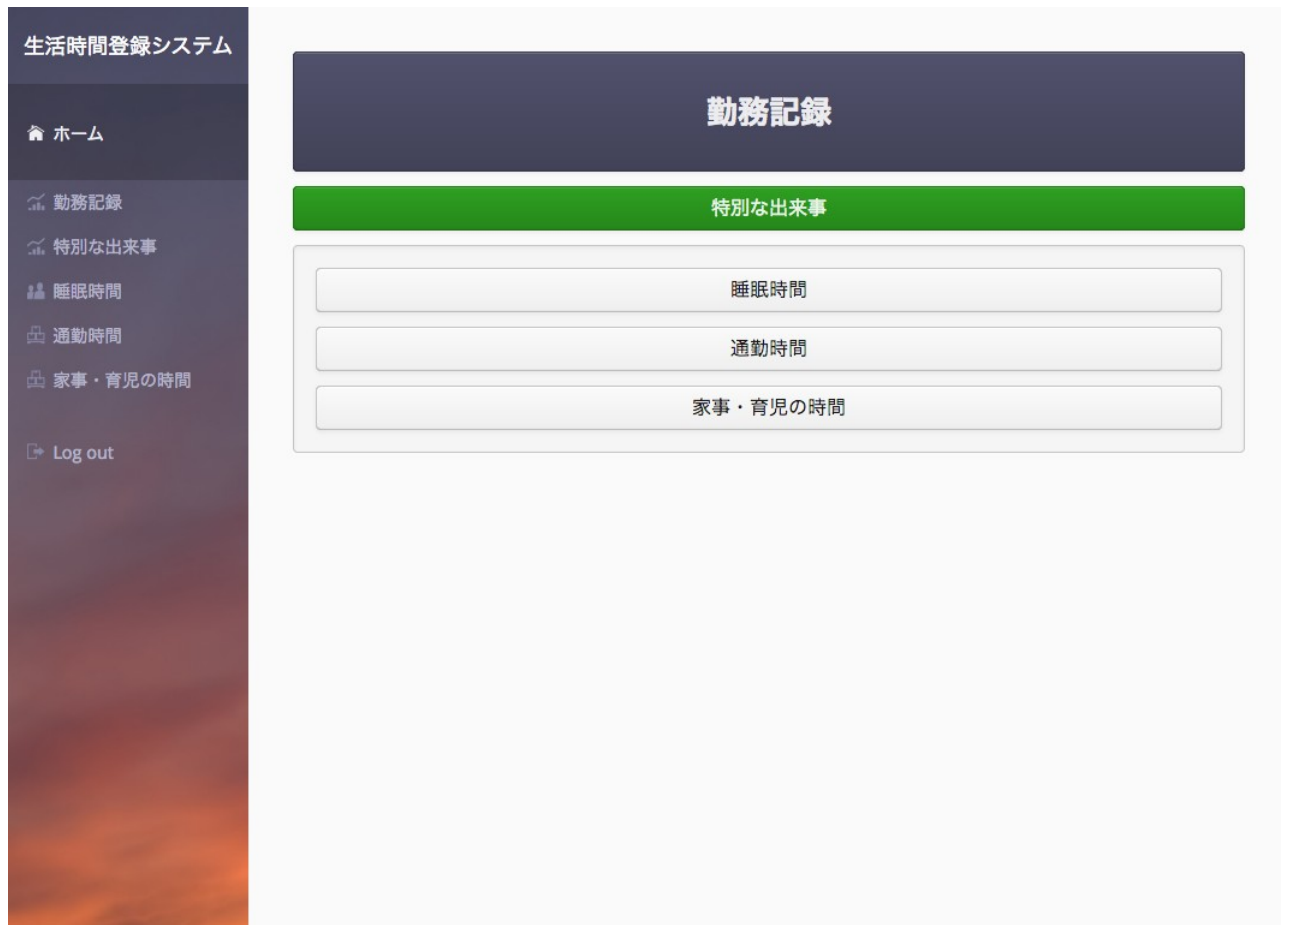 生活時間登録システム
ホーム
勤務記録
特別な出来事
睡眠時間
通勤時間
家事・育児の時間
Log out
勤務記録
特別な出来事
睡眠時間
通勤時間
家事・育児の時間